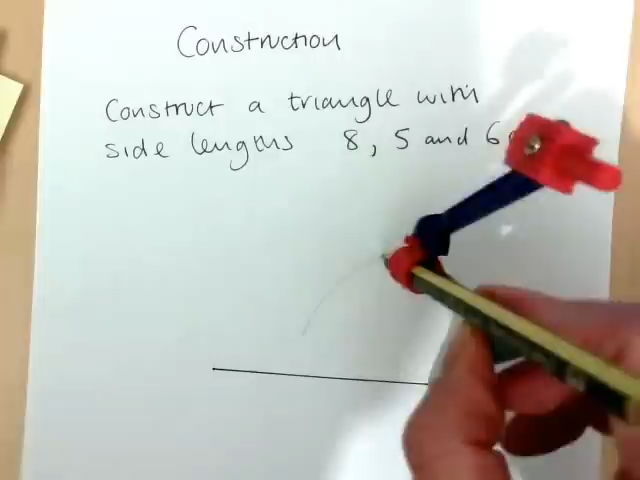 Construction
Construct a triangle with
side lengths 8, 5 and 6